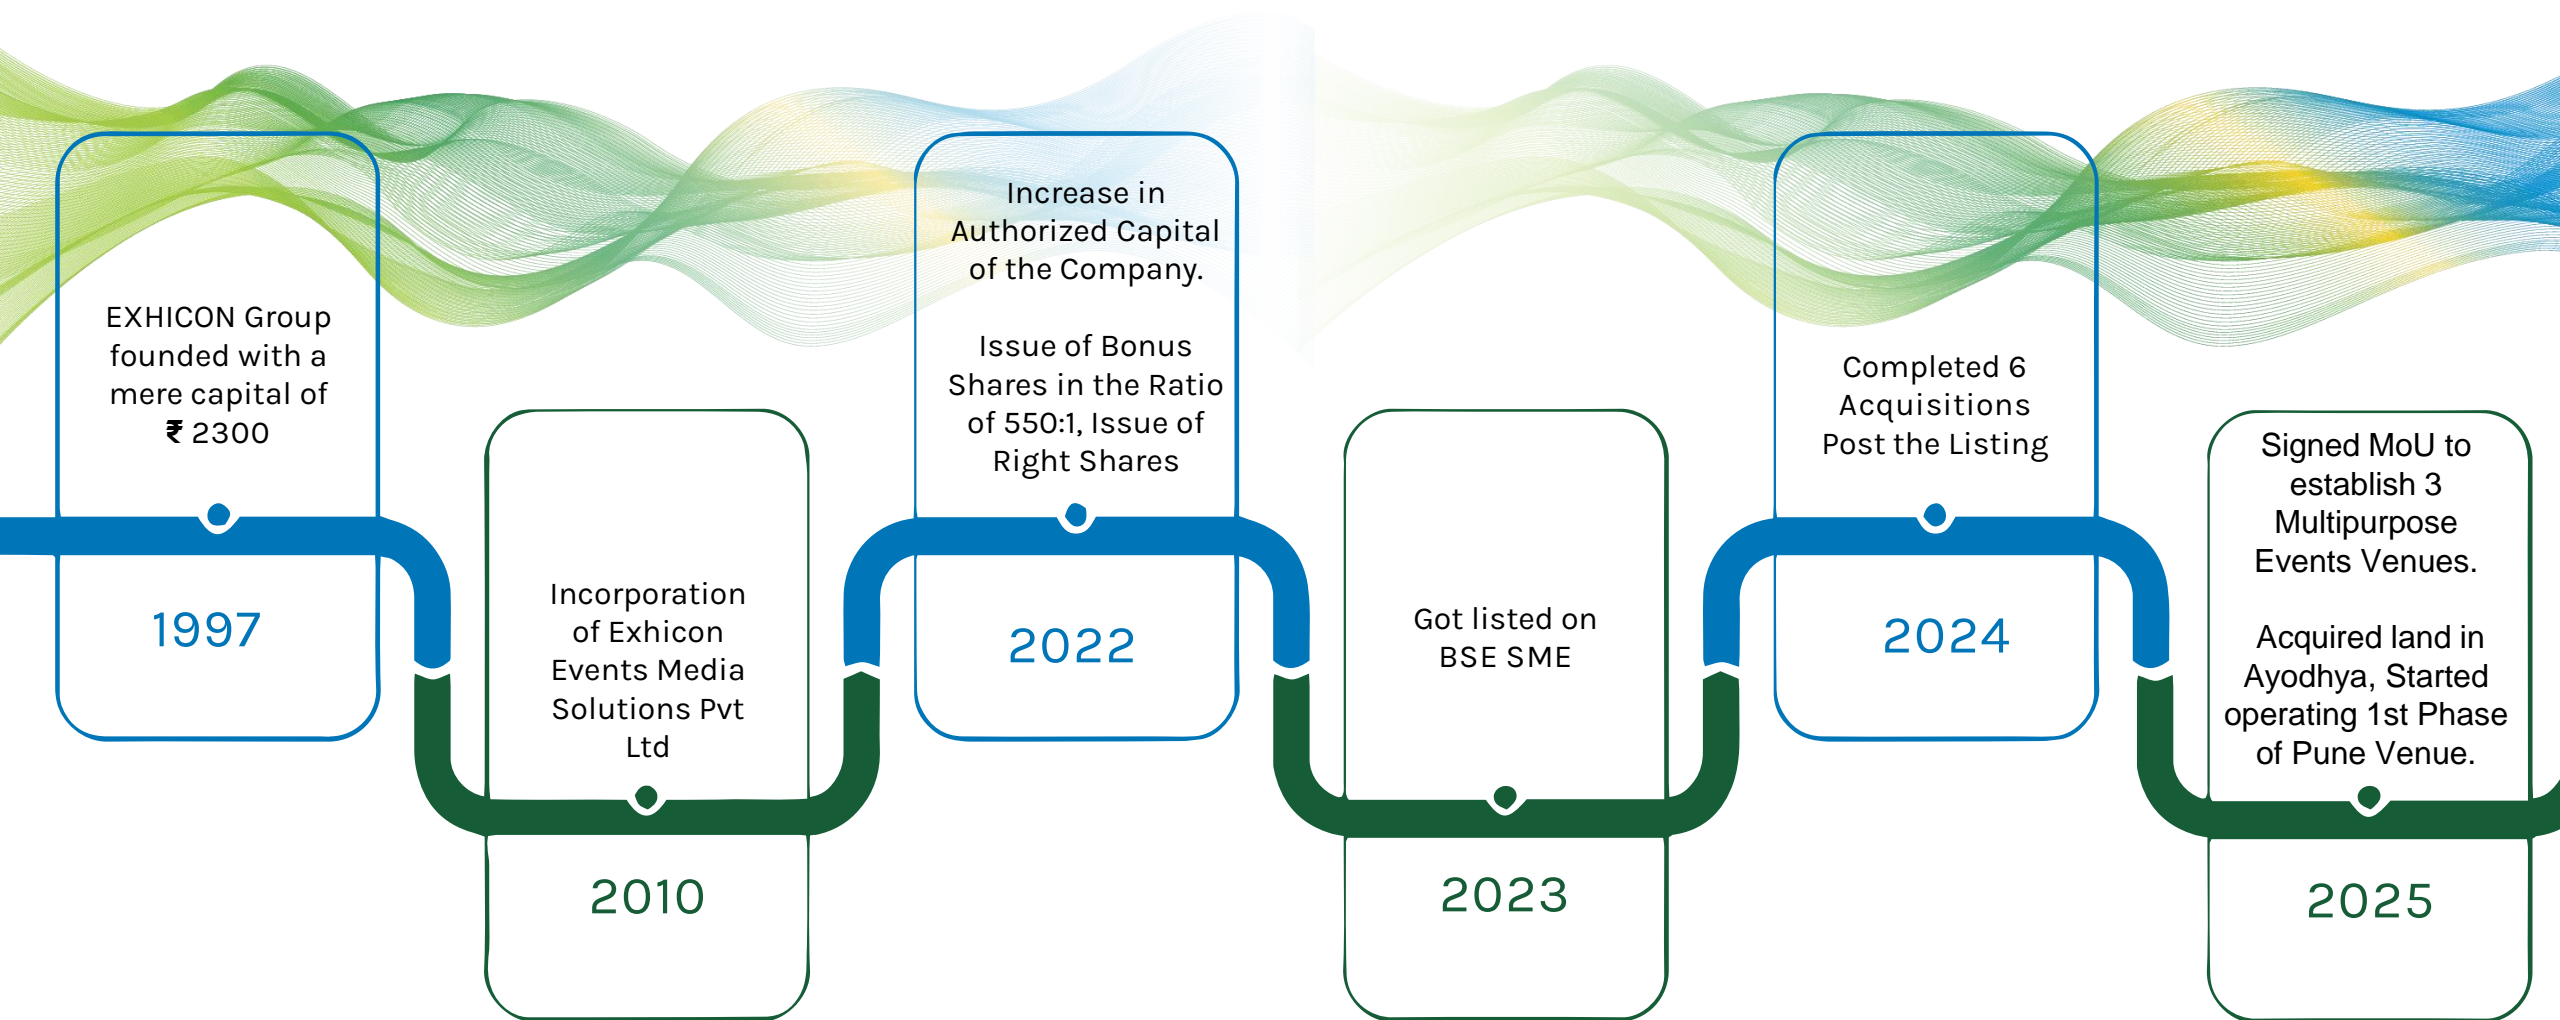 EXHICON Group
founded with a
mere capital of
₹ 2300
1997
Incorporation
of Exhicon
Events Media
Solutions Pvt
Ltd
2010
Increase in
Authorized Capital
of the Company.
Issue of Bonus
Shares in the Ratio
of 550:1, Issue of
Right Shares
2022
Got listed on
BSE SME
2023
Completed 6
Acquisitions
Post the Listing
2024
Signed MoU to
establish 3
Multipurpose
Events Venues.
Acquired land in
Ayodhya, Started
operating 1st Phase
of Pune Venue.
2025